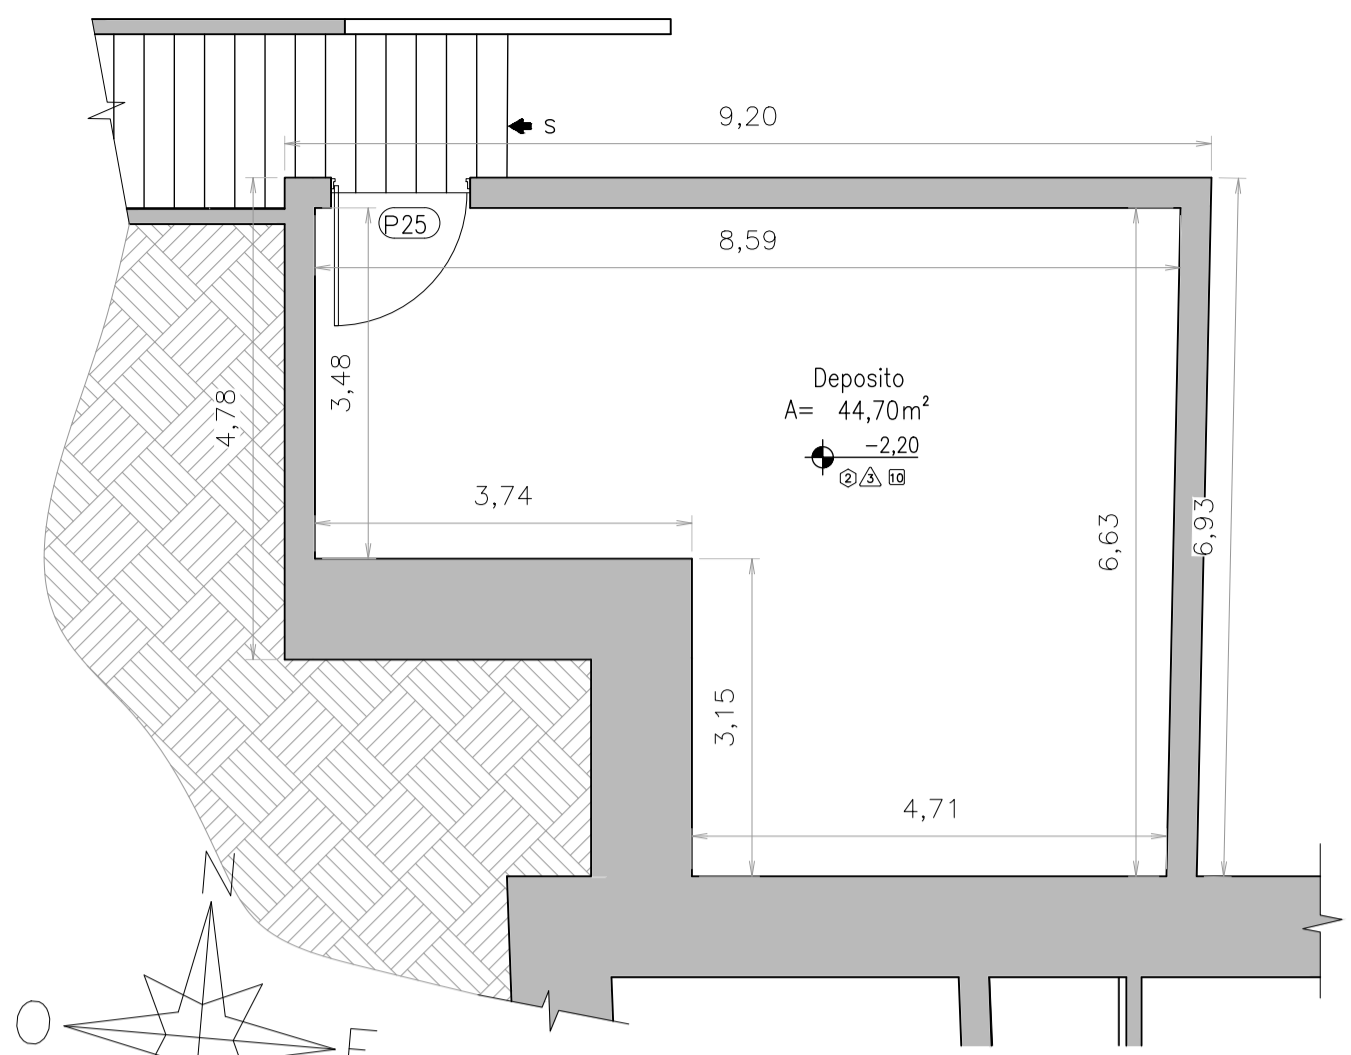 9,20
S
P25
8,59
3,48
4,78
Deposito
A= 44,70m²
-2,20
2 3 10
3,74
6,63
6,93
3,15
4,71
N
O
E